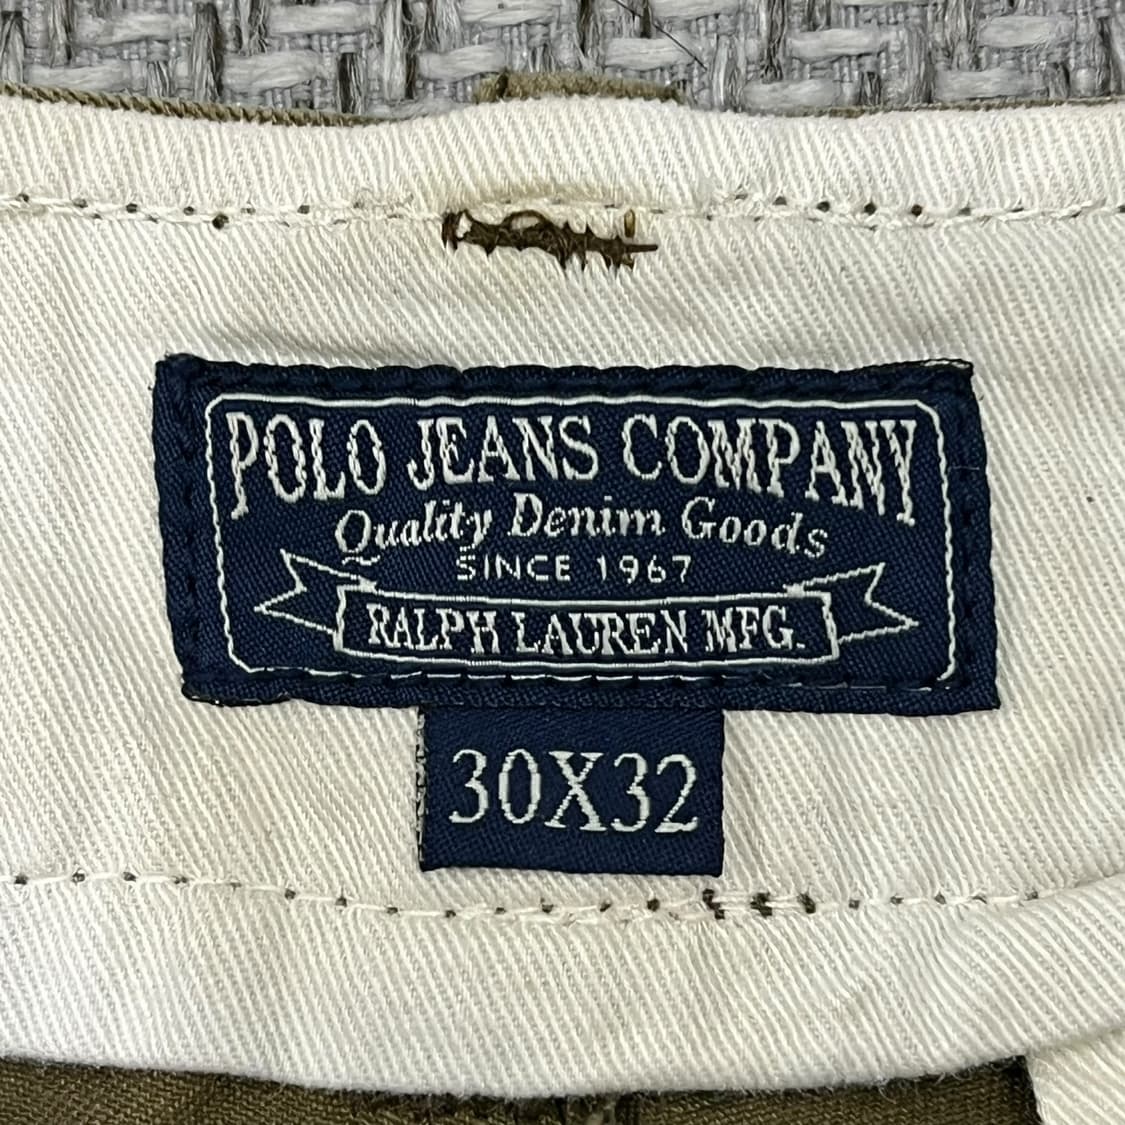 POLO JEANS COMPANY
Quality Denim Goods
SINCE 1967
RALPH LAUREN MFG.
30X32